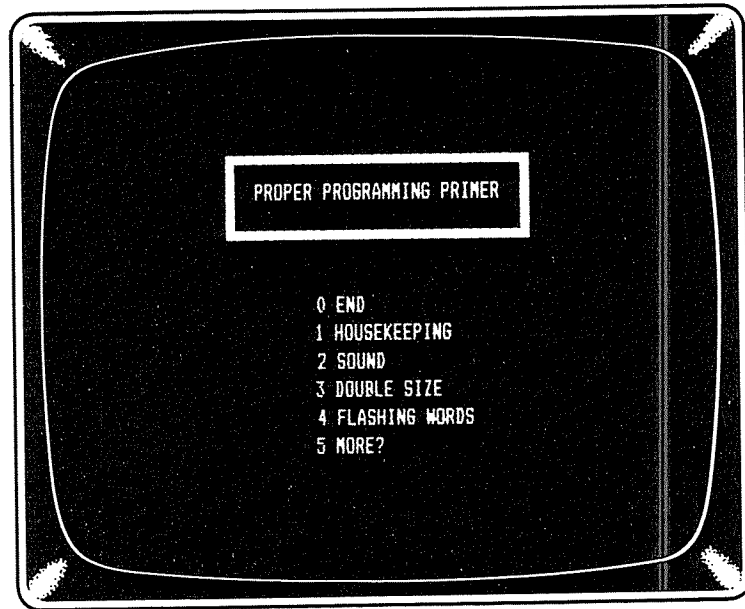 PROPER PROGRAMMING PRIMER
0 END
1 HOUSEKEEPING
2 SOUND
3 DOUBLE SIZE
4 FLASHING WORDS
5 MORE?